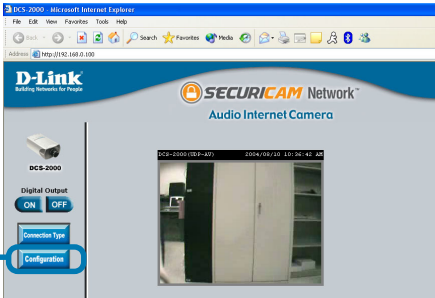 DCS-2000 - Microsoft Internet Explorer
File Edit View Favorites Tools Help
Back Search Favorites Media
Address http://192.168.0.100
D-Link
Building Networks for People
SECURICAM Network™
Audio Internet Camera
DCS-2000(UDP-AV) 2004/08/10 10:36:42 AM
DCS-2000
Digital Output
ON OFF
Connection Type
Configuration